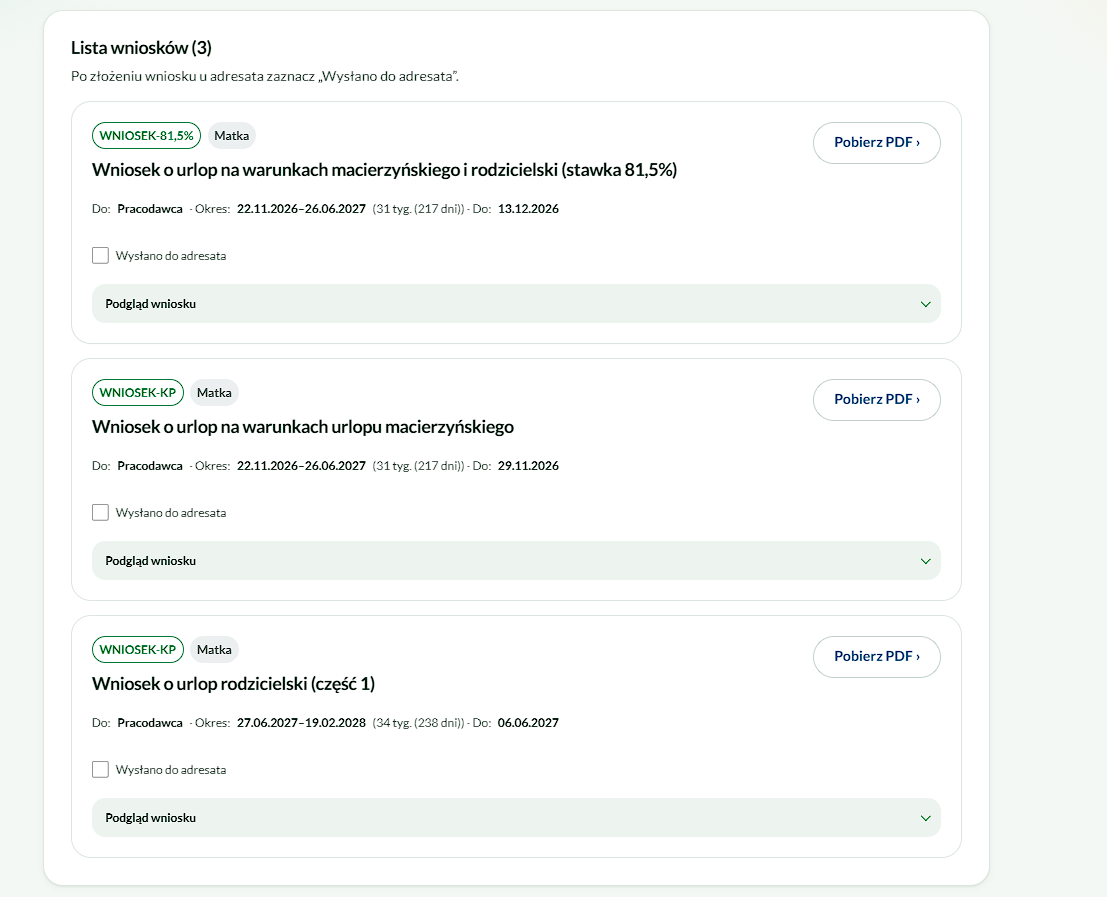 Lista wniosków (3)
Po złożeniu wniosku u adresata zaznacz „Wysłano do adresata”.
WNIOSEK-81,5% Matka
Pobierz PDF ›
Wniosek o urlop na warunkach macierzyńskiego i rodzicielski (stawka 81,5%)
Do: Pracodawca · Okres: 22.11.2026–26.06.2027 (31 tyg. (217 dni)) · Do: 13.12.2026
Wysłano do adresata
Podgląd wniosku
WNIOSEK-KP Matka
Pobierz PDF ›
Wniosek o urlop na warunkach urlopu macierzyńskiego
Do: Pracodawca · Okres: 22.11.2026–26.06.2027 (31 tyg. (217 dni)) · Do: 29.11.2026
Wysłano do adresata
Podgląd wniosku
WNIOSEK-KP Matka
Pobierz PDF ›
Wniosek o urlop rodzicielski (część 1)
Do: Pracodawca · Okres: 27.06.2027–19.02.2028 (34 tyg. (238 dni)) · Do: 06.06.2027
Wysłano do adresata
Podgląd wniosku